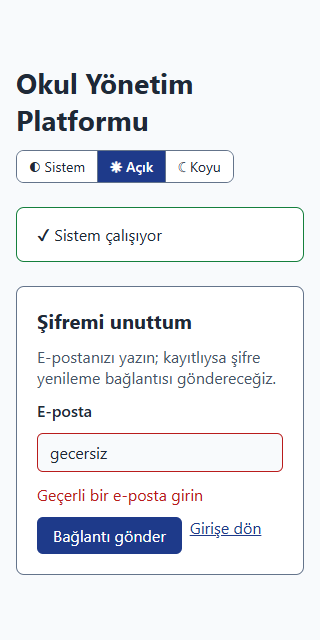 Okul Yönetim
Platformu
◐ Sistem ☀ Açık ☾ Koyu
✓ Sistem çalışıyor
Şifremi unuttum
E-postanızı yazın; kayıtlıysa şifre
yenileme bağlantısı göndereceğiz.
E-posta
gecersiz
Geçerli bir e-posta girin
Bağlantı gönder Girişe dön